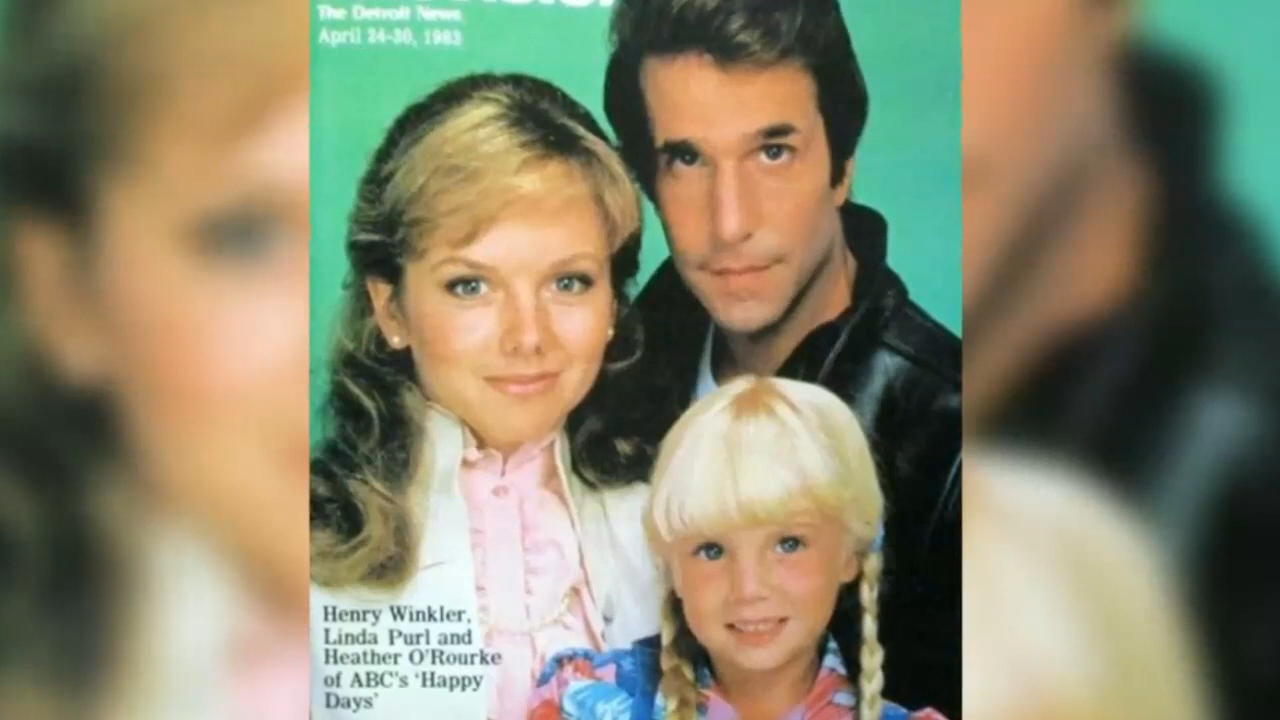 The Detroit News
April 24-30, 1983
Henry Winkler,
Linda Purl and
Heather O'Rourke
of ABC's 'Happy
Days'